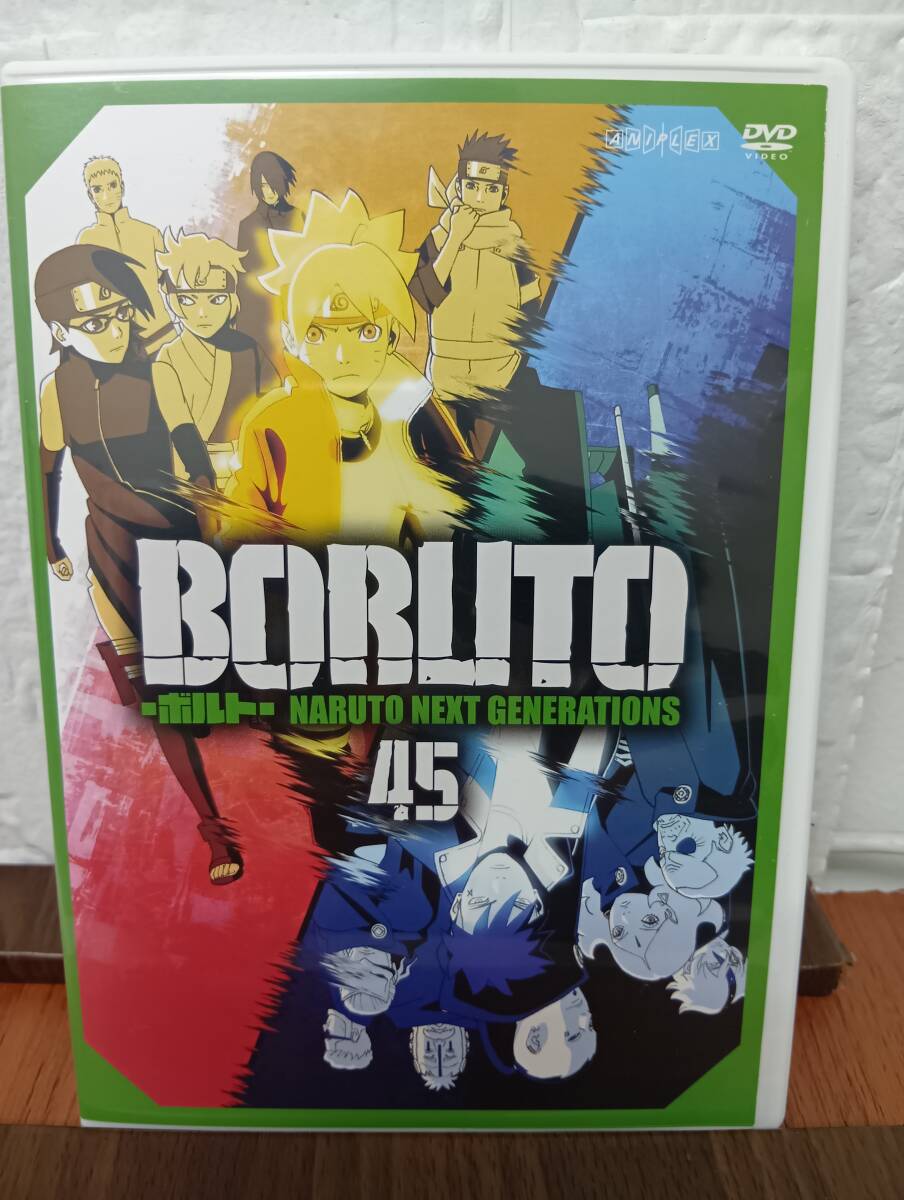 ANIPLEX
DVD
VIDEO
BORUTO
-ボルト- NARUTO NEXT GENERATIONS
45